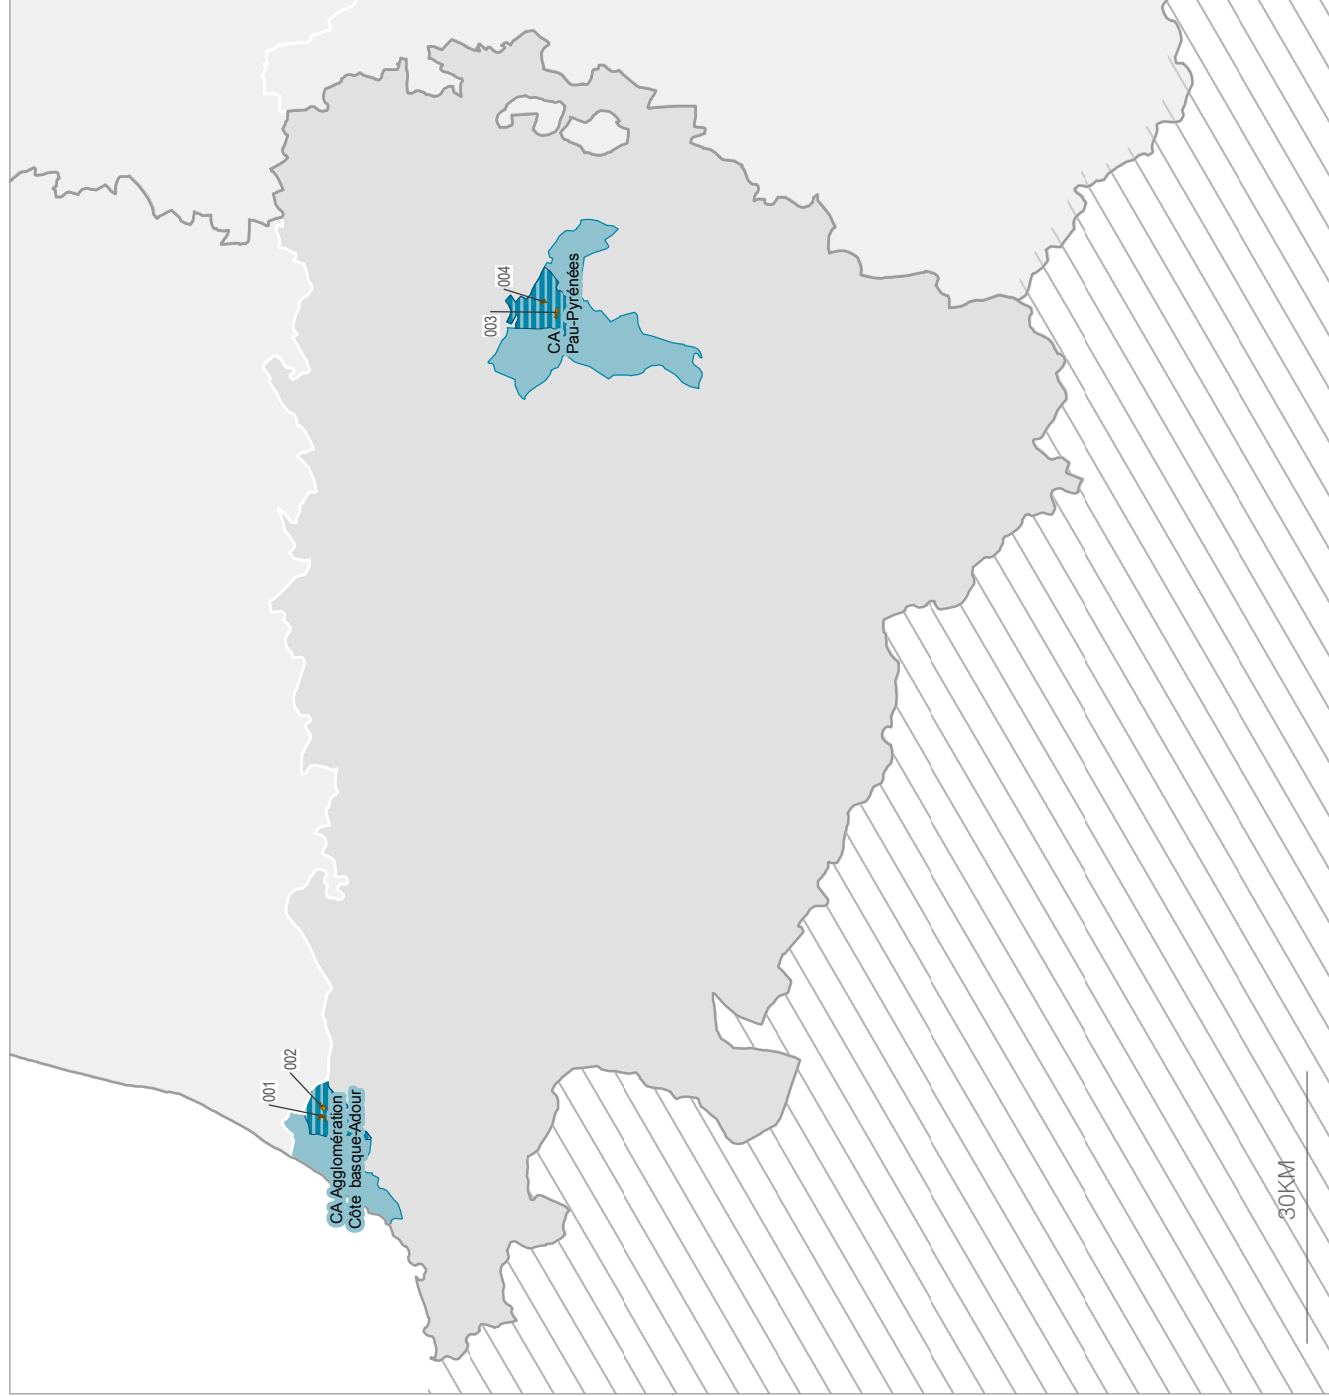 001
002
CA Agglomération
Côte basque-Adour
003
004
CA
Pau-Pyrénées
30KM